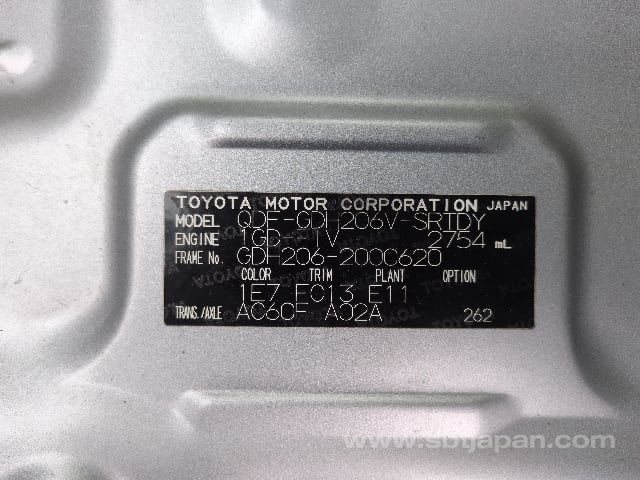 TOYOTA MOTOR CORPORATION JAPAN
MODEL QDF-GDH206V-SRTDY
ENGINE 1GD-FTV 2754 mL
FRAME No. GDH206-2000620
COLOR TRIM PLANT OPTION
1E7 FC13 E11
TRANS./AXLE AC60F A02A 262
www.sbtjapan.com